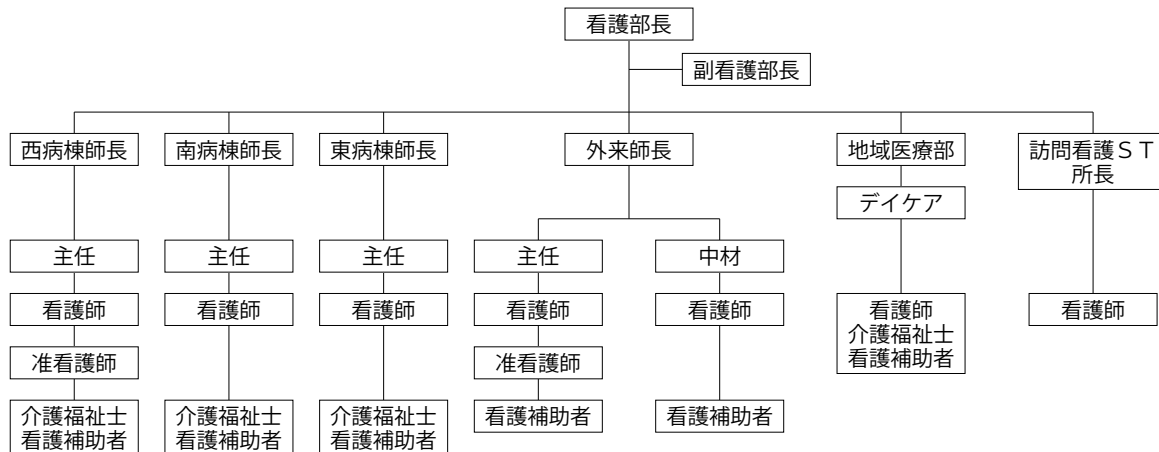 看護部長
副看護部長
西病棟師長
南病棟師長
東病棟師長
外来師長
地域医療部
訪問看護ＳＴ
所長
デイケア
主任
主任
主任
主任
中材
看護師
看護師
看護師
看護師
看護師
看護師
介護福祉士
看護補助者
看護師
准看護師
准看護師
介護福祉士
看護補助者
介護福祉士
看護補助者
介護福祉士
看護補助者
看護補助者
看護補助者